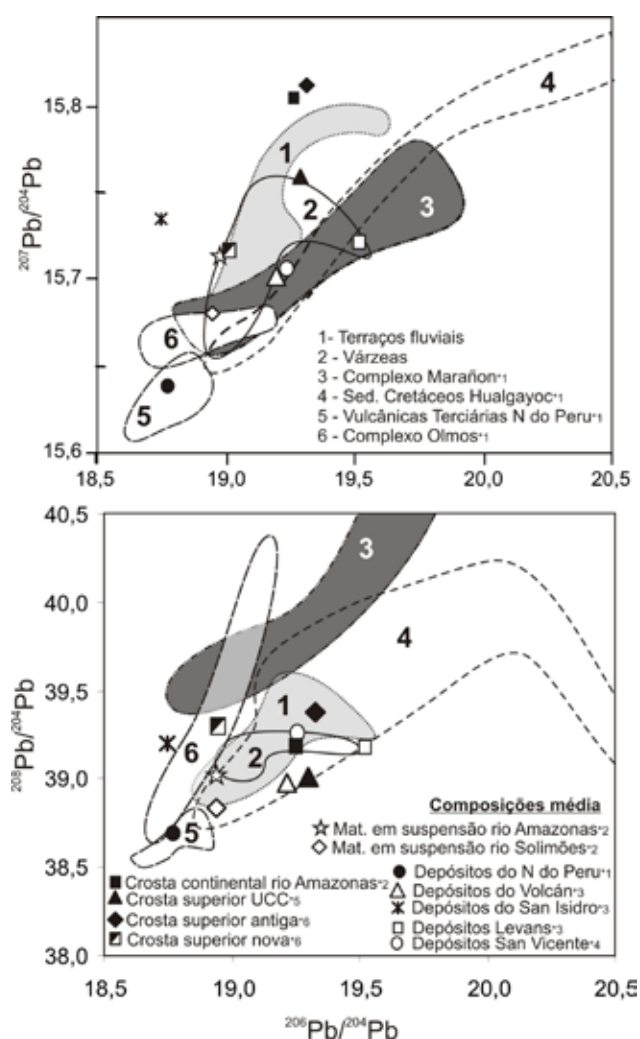 15,8
15,7
15,6
²⁰⁷Pb/²⁰⁴Pb
1
2
3
4
5
6
1- Terraços fluviais
2 - Várzeas
3 - Complexo Marañon*1
4 - Sed. Cretáceos Hualgayoc*1
5 - Vulcânicas Terciárias N do Peru*1
6 - Complexo Olmos*1
18,5 19,0 19,5 20,0 20,5
40,5
40,0
39,5
39,0
38,5
38,0
²⁰⁸Pb/²⁰⁴Pb
3
4
1
6
2
5
Composições média
Mat. em suspensão rio Amazonas*2
Mat. em suspensão rio Solimões*2
Crosta continental rio Amazonas*2
Crosta superior UCC*5
Crosta superior antiga*6
Crosta superior nova*6
Depósitos do N do Peru*1
Depósitos do Volcán*3
Depósitos do San Isidro*3
Depósitos Levans*3
Depósitos San Vicente*4
18,5 19,0 19,5 20,0 20,5
²⁰⁶Pb/²⁰⁴Pb